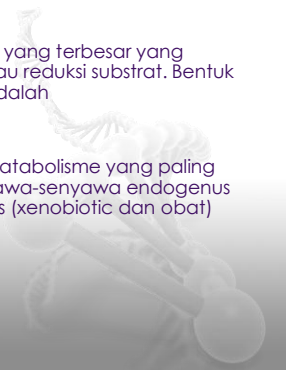 yang terbesar yang
au reduksi substrat. Bentuk
dalah
atabolisme yang paling
awa-senyawa endogenus
s (xenobiotic dan obat)